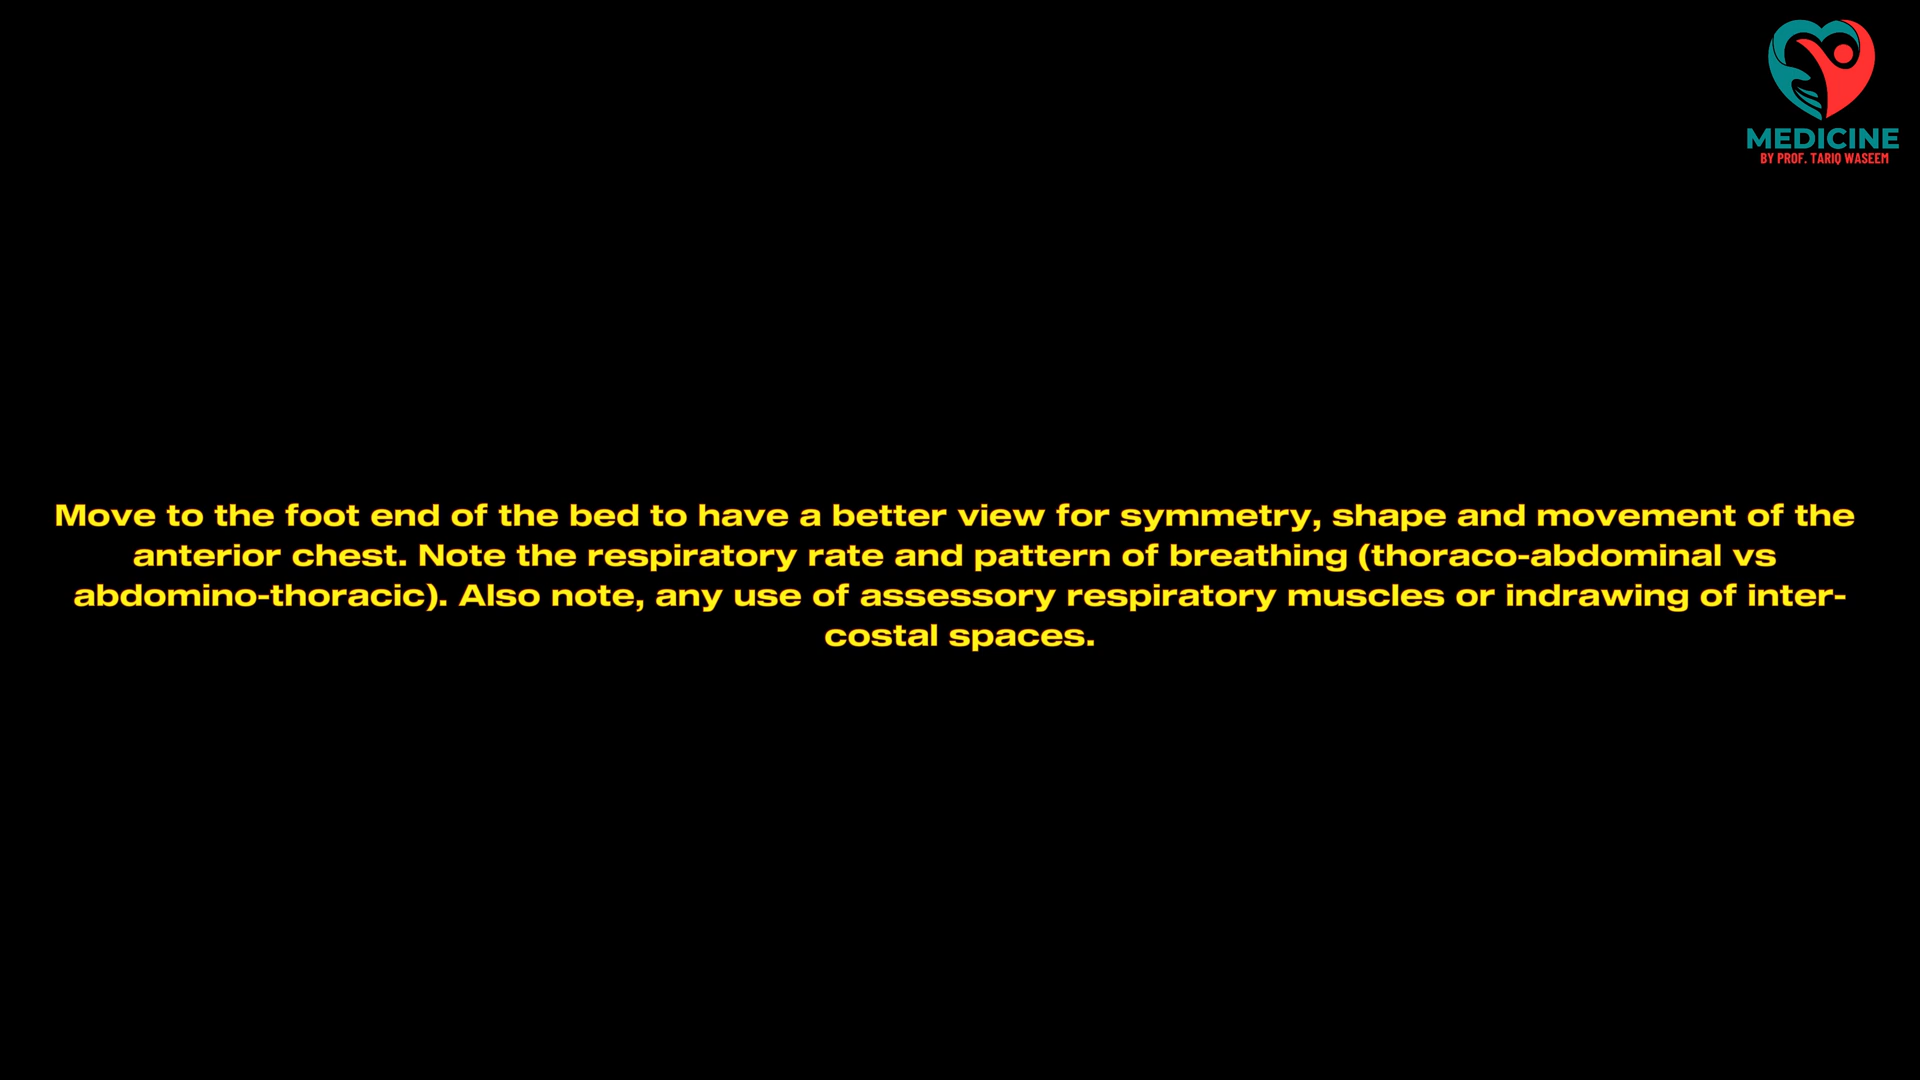 MEDICINE
BY PROF. TARIQ WASEEM
Move to the foot end of the bed to have a better view for symmetry, shape and movement of the
anterior chest. Note the respiratory rate and pattern of breathing (thoraco-abdominal vs
abdomino-thoracic). Also note, any use of assessory respiratory muscles or indrawing of inter-
costal spaces.